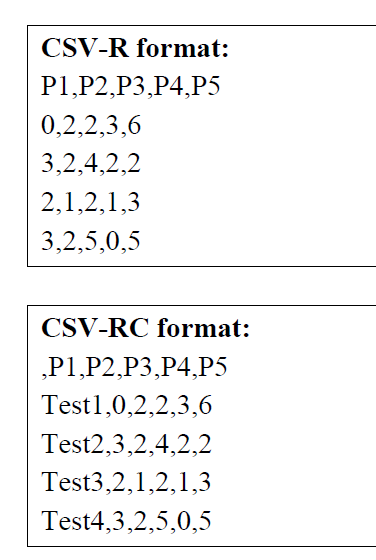 CSV-R format:
P1,P2,P3,P4,P5
0,2,2,3,6
3,2,4,2,2
2,1,2,1,3
3,2,5,0,5
CSV-RC format:
,P1,P2,P3,P4,P5
Test1,0,2,2,3,6
Test2,3,2,4,2,2
Test3,2,1,2,1,3
Test4,3,2,5,0,5